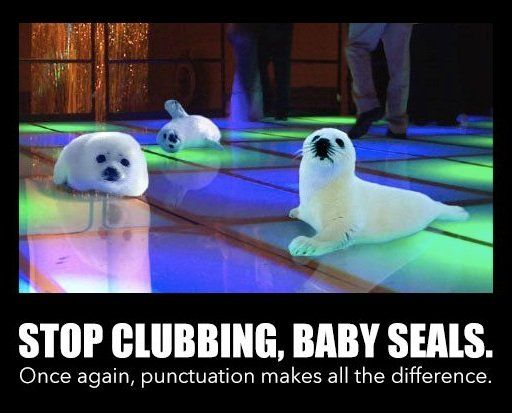 STOP CLUBBING, BABY SEALS.
Once again, punctuation makes all the difference.